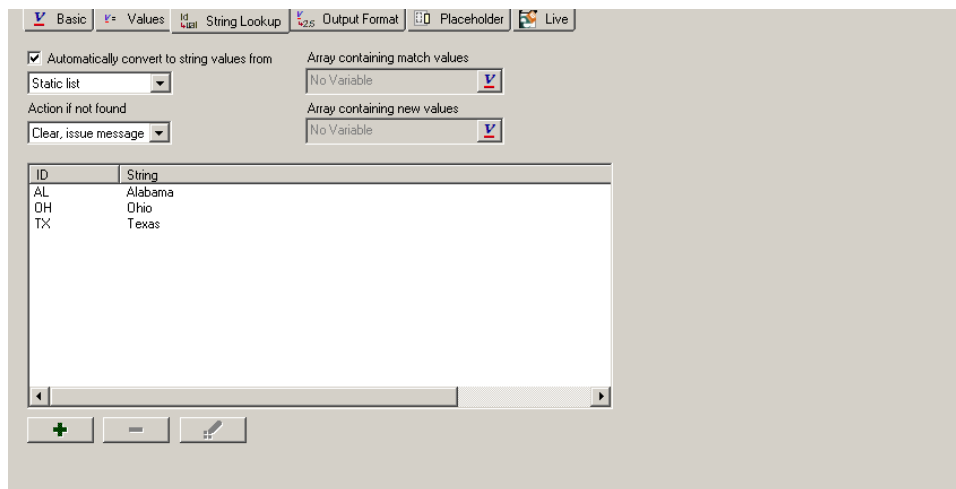 Basic Values String Lookup Output Format Placeholder Live
Automatically convert to string values from
Array containing match values
Static list
No Variable
Action if not found
Array containing new values
Clear, issue message
No Variable
ID String
AL Alabama
OH Ohio
TX Texas